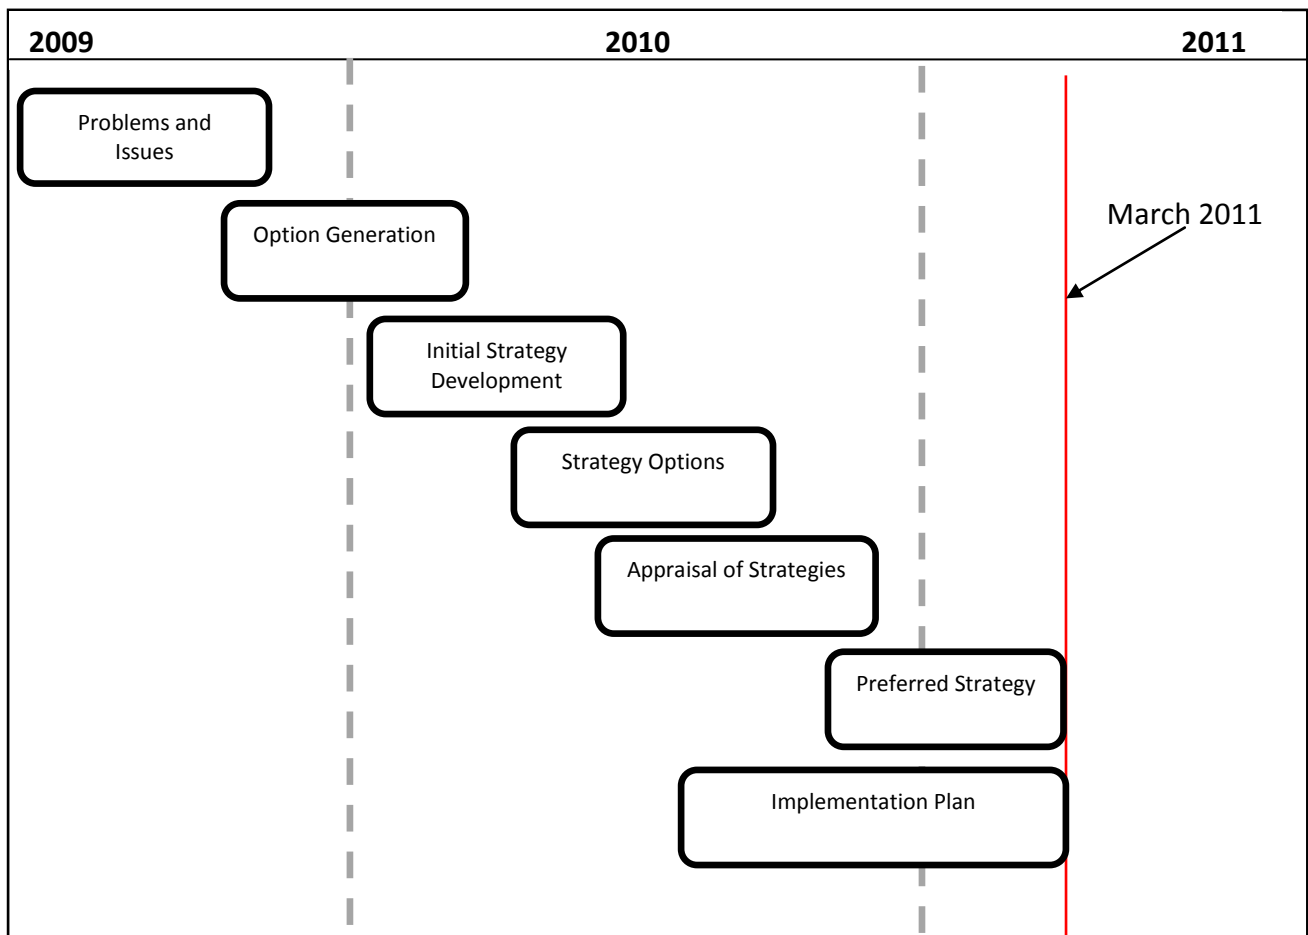 2009 2010 2011
Problems and
Issues
Option Generation
March 2011
Initial Strategy
Development
Strategy Options
Appraisal of Strategies
Preferred Strategy
Implementation Plan